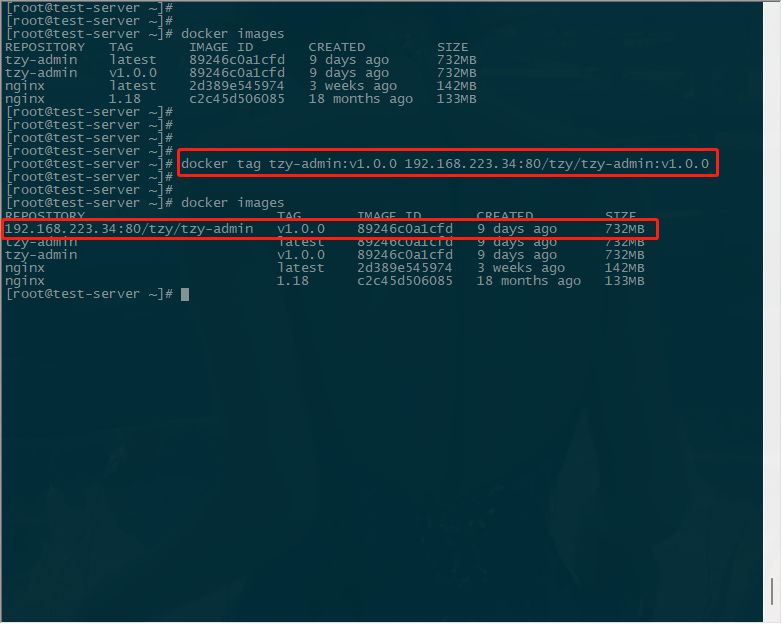 [root@test-server ~]#
[root@test-server ~]#
[root@test-server ~]# docker images
REPOSITORY   TAG       IMAGE ID       CREATED         SIZE
tzy-admin    latest    89246c0a1cfd   9 days ago      732MB
tzy-admin    v1.0.0    89246c0a1cfd   9 days ago      732MB
nginx        latest    2d389e545974   3 weeks ago     142MB
nginx        1.18      c2c45d506085   18 months ago   133MB
[root@test-server ~]#
[root@test-server ~]#
[root@test-server ~]#
[root@test-server ~]#
[root@test-server ~]# docker tag tzy-admin:v1.0.0 192.168.223.34:80/tzy/tzy-admin:v1.0.0
[root@test-server ~]#
[root@test-server ~]#
[root@test-server ~]# docker images
REPOSITORY                        TAG       IMAGE ID       CREATED         SIZE
192.168.223.34:80/tzy/tzy-admin   v1.0.0    89246c0a1cfd   9 days ago      732MB
tzy-admin                         latest    89246c0a1cfd   9 days ago      732MB
tzy-admin                         v1.0.0    89246c0a1cfd   9 days ago      732MB
nginx                             latest    2d389e545974   3 weeks ago     142MB
nginx                             1.18      c2c45d506085   18 months ago   133MB
[root@test-server ~]#